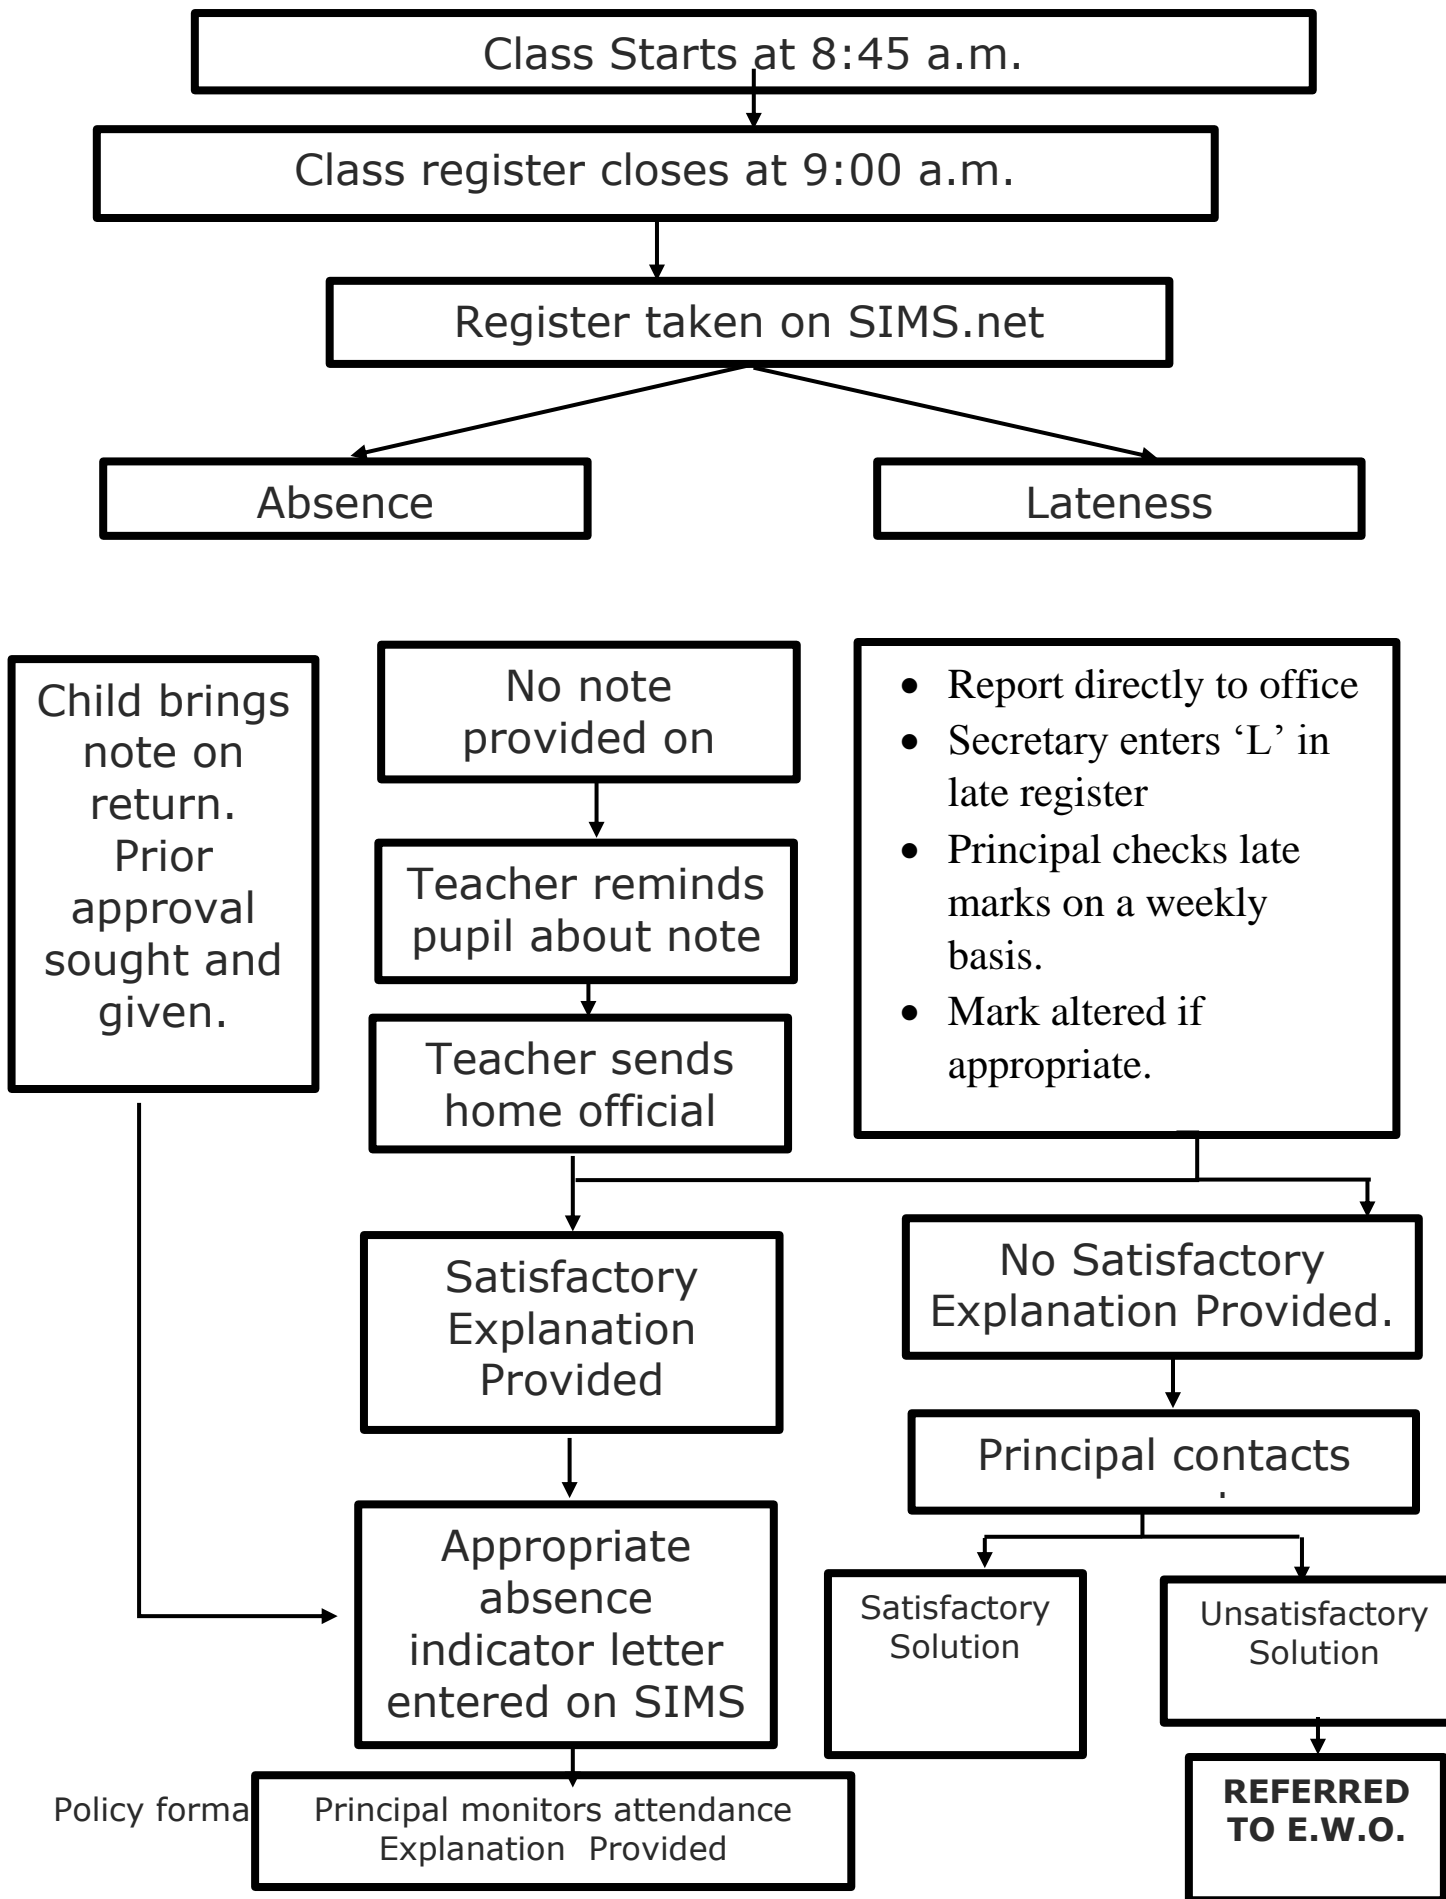 Class Starts at 8:45 a.m.
Class register closes at 9:00 a.m.
Register taken on SIMS.net
Absence
Lateness
Child brings
note on
return.
Prior
approval
sought and
given.
No note
provided on
Teacher reminds
pupil about note
Teacher sends
home official
• Report directly to office
• Secretary enters ‘L’ in
late register
• Principal checks late
marks on a weekly
basis.
• Mark altered if
appropriate.
Satisfactory
Explanation
Provided
No Satisfactory
Explanation Provided.
Principal contacts
Appropriate
absence
indicator letter
entered on SIMS
Satisfactory
Solution
Unsatisfactory
Solution
REFERRED
TO E.W.O.
Policy forma
Principal monitors attendance
Explanation Provided